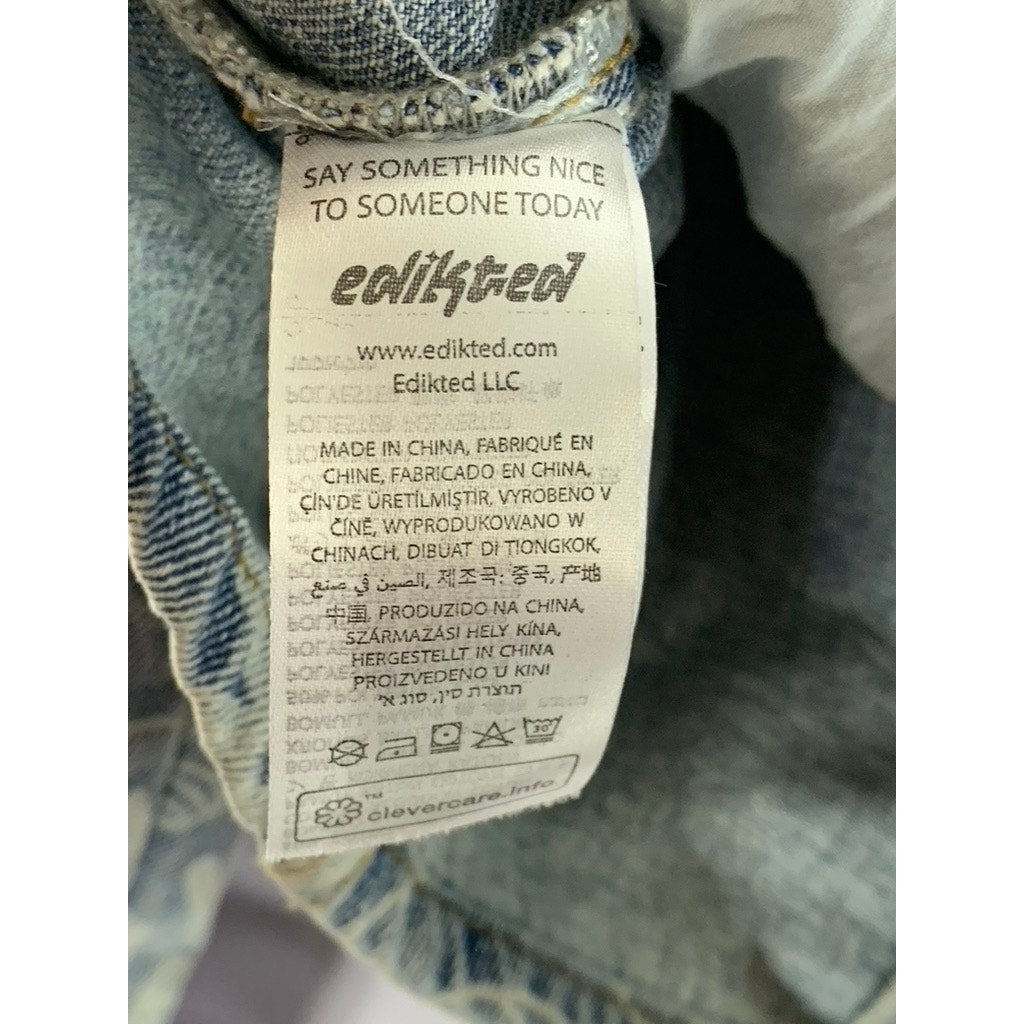 SAY SOMETHING NICE
TO SOMEONE TODAY
edikted
www.edikted.com
Edikted LLC
MADE IN CHINA, FABRIQUÉ EN
CHINE, FABRICADO EN CHINA,
ÇİN'DE ÜRETİLMİŞTİR, VYROBENO V
ČÍNĚ, WYPRODUKOWANO W
CHINACH, DIBUAT DI TIONGKOK,
الصين في صنع, 제조국: 중국, 产地
中国, PRODUZIDO NA CHINA,
SZÁRMAZÁSI HELY KÍNA,
HERGESTELLT IN CHINA
PROIZVEDENO U KINI
תוצרת סין, סוג א'
30°
™ clevercare.info